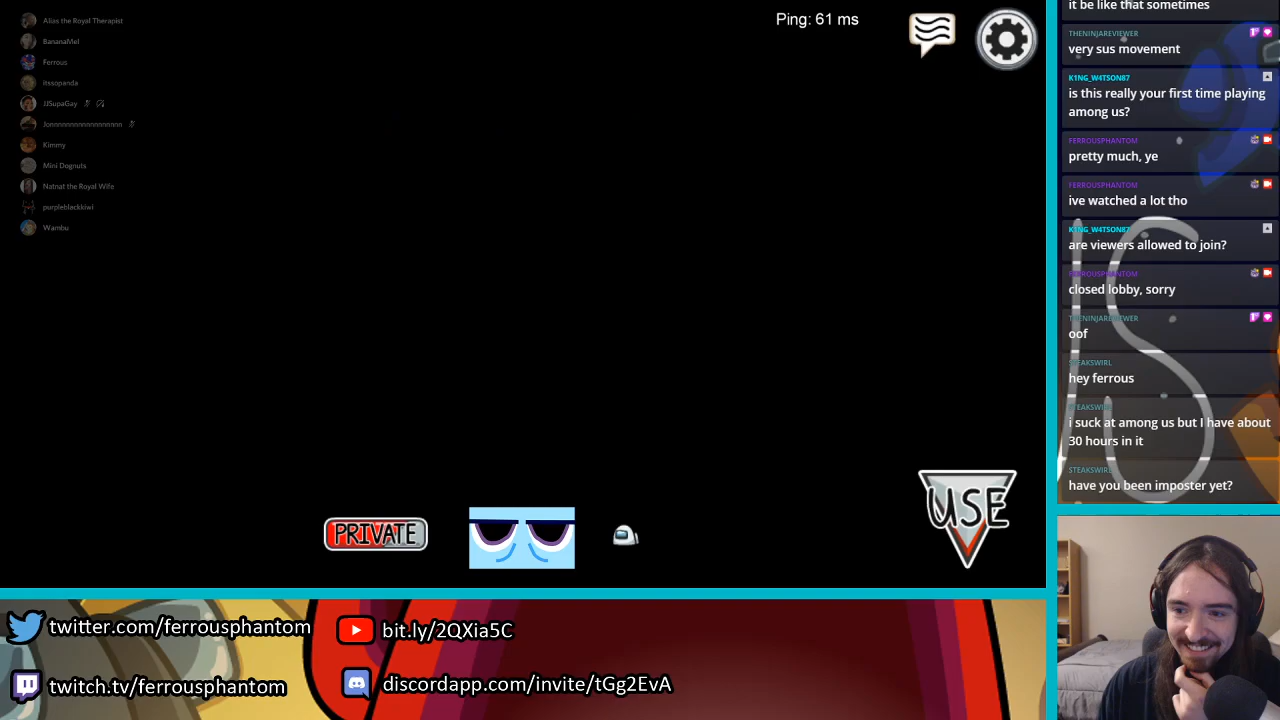 Alias the Royal Therapist
BananaMel
Ferrous
itssopanda
JJSupaGay
Jonnnnnnnnnnnnnnnnn
Kimmy
Mini Dognuts
Natnat the Royal Wife
purpleblackkiwi
Wambu
Ping: 61 ms
PRIVATE
USE
it be like that sometimes
THENINJAREVIEWER
very sus movement
K1NG_W4TSON87
is this really your first time playing
among us?
FERROUSPHANTOM
pretty much, ye
FERROUSPHANTOM
ive watched a lot tho
K1NG_W4TSON87
are viewers allowed to join?
FERROUSPHANTOM
closed lobby, sorry
THENINJAREVIEWER
oof
STEAKSWIRL
hey ferrous
STEAKSWIRL
i suck at among us but I have about
30 hours in it
STEAKSWIRL
have you been imposter yet?
twitter.com/ferrousphantom
bit.ly/2QXia5C
twitch.tv/ferrousphantom
discordapp.com/invite/tGg2EvA